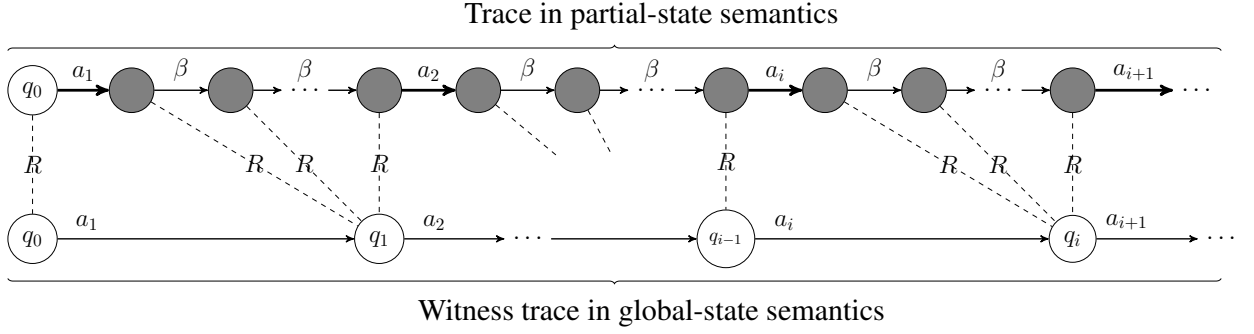 Trace in partial-state semantics
a₁ β β a₂ β β aᵢ β β aᵢ₊₁
q₀ ··· ··· ··· ···
R R R R R R R R
q₀ a₁ q₁ a₂ ··· qᵢ₋₁ aᵢ qᵢ aᵢ₊₁ ···
Witness trace in global-state semantics